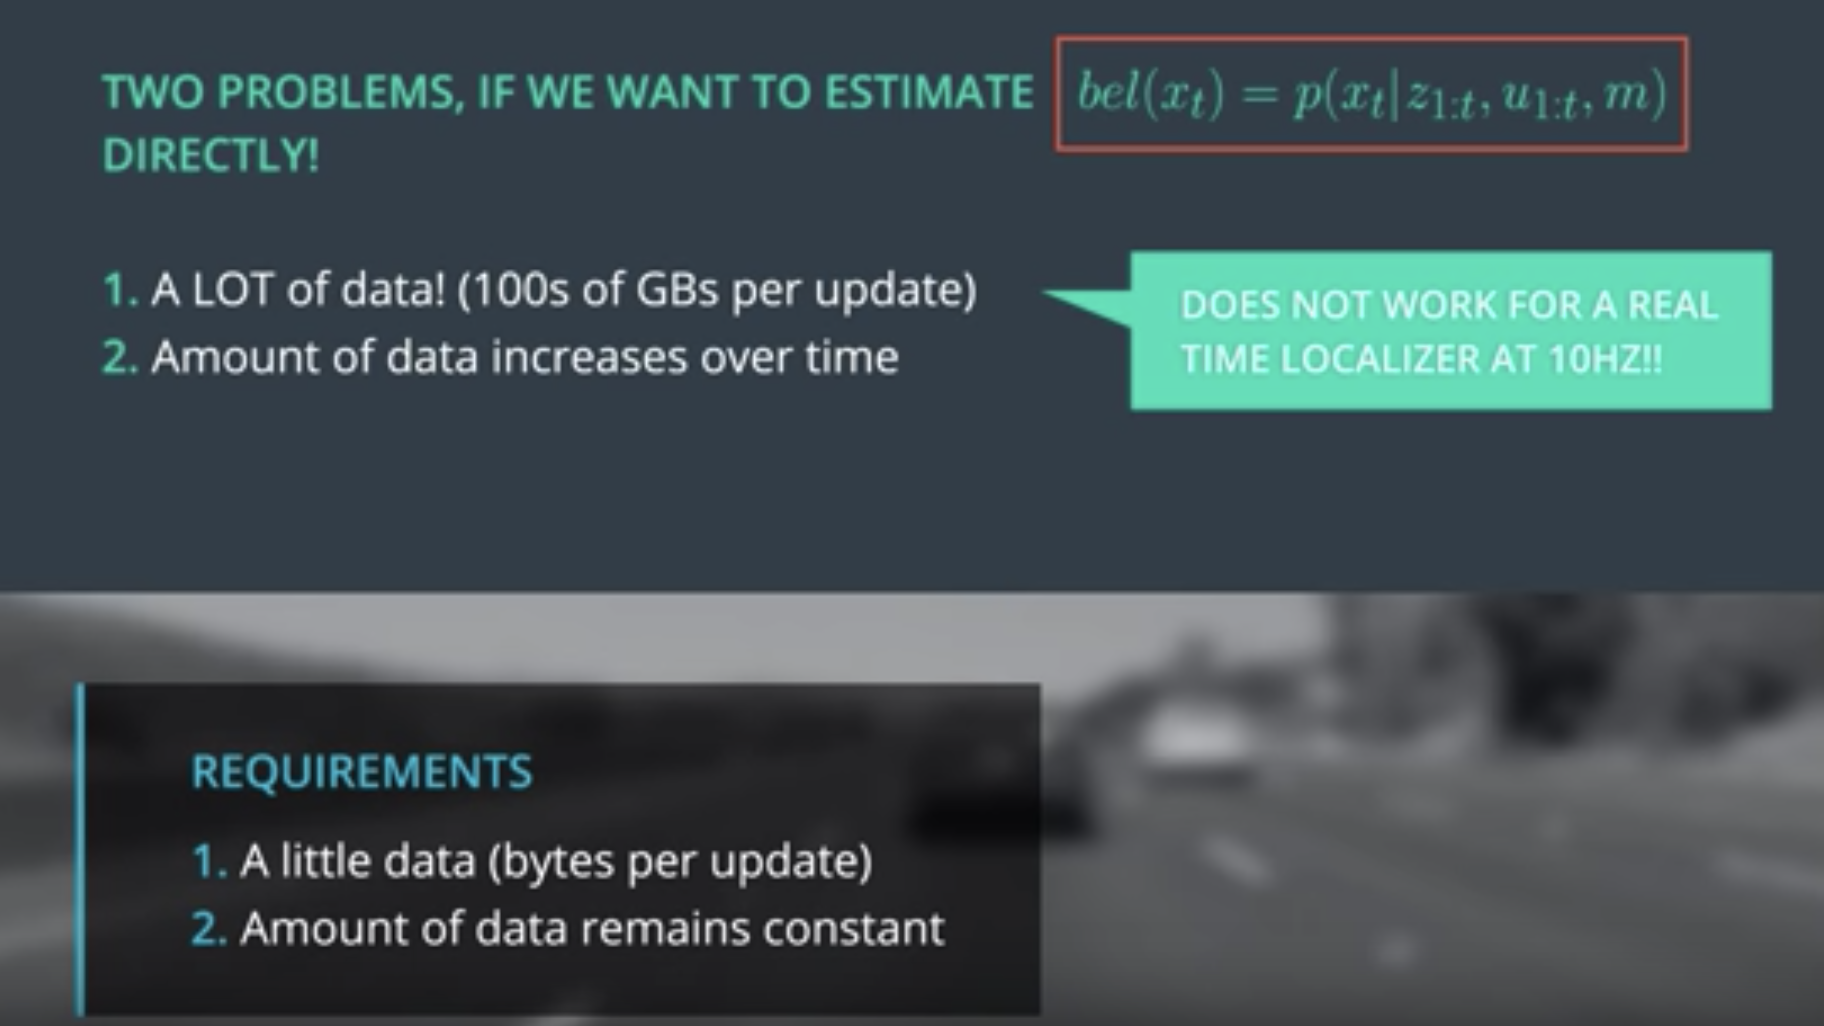 TWO PROBLEMS, IF WE WANT TO ESTIMATE bel(x_t) = p(x_t|z_{1:t}, u_{1:t}, m)
DIRECTLY!
1. A LOT of data! (100s of GBs per update)
2. Amount of data increases over time
DOES NOT WORK FOR A REAL
TIME LOCALIZER AT 10HZ!!
REQUIREMENTS
1. A little data (bytes per update)
2. Amount of data remains constant